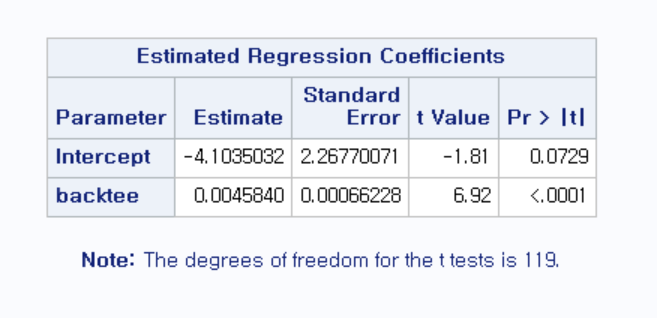 Estimated Regression Coefficients
Parameter Estimate Standard Error t Value Pr > |t|
Intercept -4.1035032 2.26770071 -1.81 0.0729
backtee 0.0045840 0.00066228 6.92 <.0001
Note: The degrees of freedom for the t tests is 119.